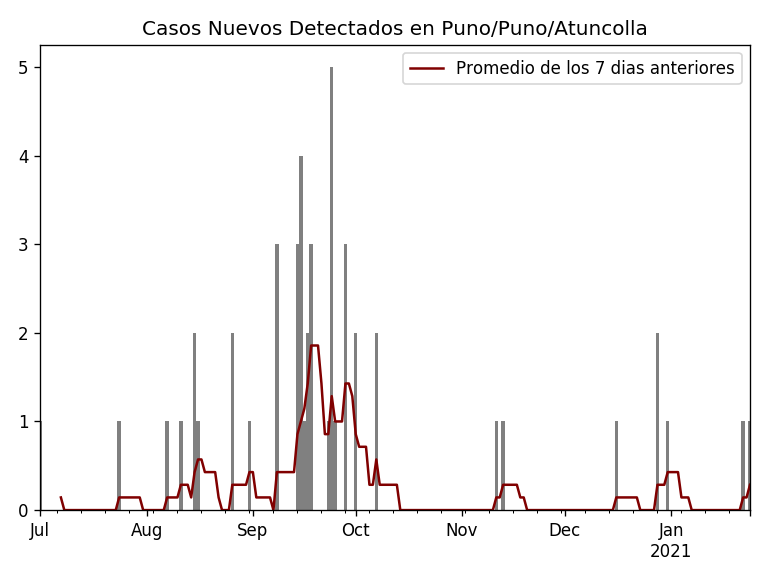 Casos Nuevos Detectados en Puno/Puno/Atuncolla
Promedio de los 7 dias anteriores
5
4
3
2
1
0
Jul Aug Sep Oct Nov Dec Jan
2021